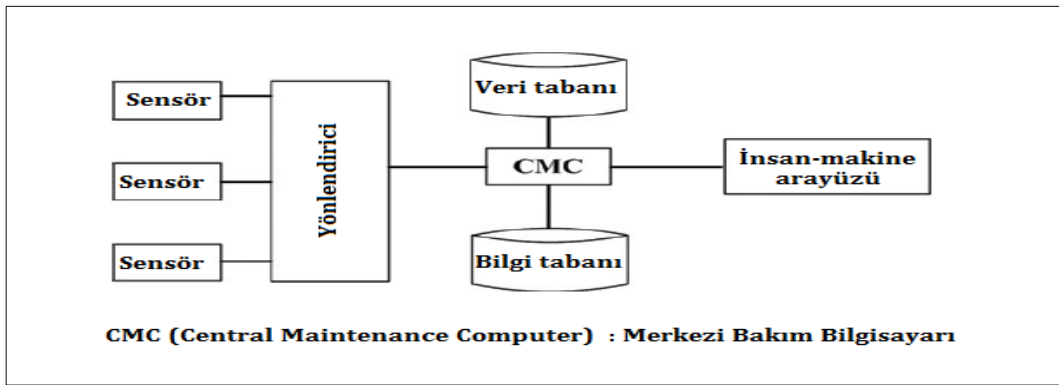 Sensör
Sensör
Sensör
Yönlendirici
Veri tabanı
CMC
Bilgi tabanı
İnsan-makine
arayüzü
CMC (Central Maintenance Computer) : Merkezi Bakım Bilgisayarı